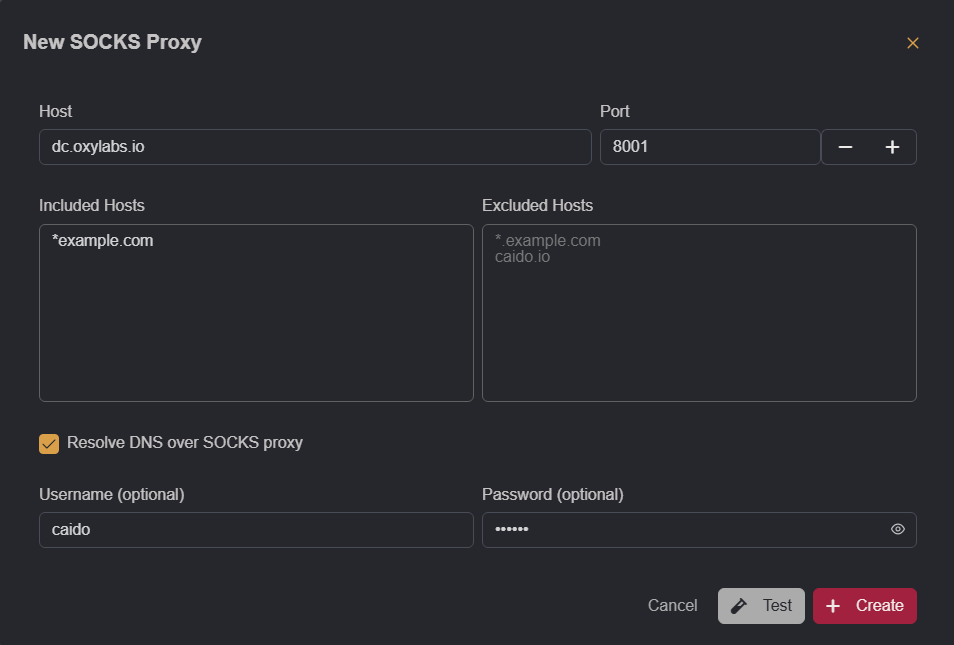 New SOCKS Proxy
Host
Port
dc.oxylabs.io
8001
Included Hosts
Excluded Hosts
*example.com
*.example.com
caido.io
Resolve DNS over SOCKS proxy
Username (optional)
Password (optional)
caido
••••••
Cancel
Test
Create